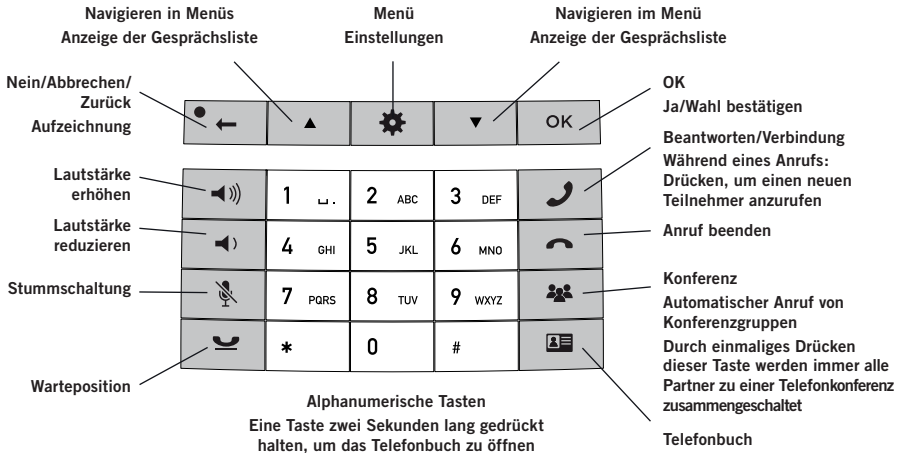 Navigieren in Menüs
Anzeige der Gesprächsliste
Menü
Einstellungen
Navigieren im Menü
Anzeige der Gesprächsliste
Nein/Abbrechen/
Zurück
Aufzeichnung
OK
OK
Ja/Wahl bestätigen
Beantworten/Verbindung
Während eines Anrufs:
Drücken, um einen neuen
Teilnehmer anzurufen
Lautstärke
erhöhen
1
2 ABC
3 DEF
Lautstärke
reduzieren
4 GHI
5 JKL
6 MNO
Anruf beenden
Stummschaltung
7 PQRS
8 TUV
9 WXYZ
Konferenz
Automatischer Anruf von
Konferenzgruppen
Durch einmaliges Drücken
dieser Taste werden immer alle
Partner zu einer Telefonkonferenz
zusammengeschaltet
Warteposition
*
0
#
Telefonbuch
Alphanumerische Tasten
Eine Taste zwei Sekunden lang gedrückt
halten, um das Telefonbuch zu öffnen